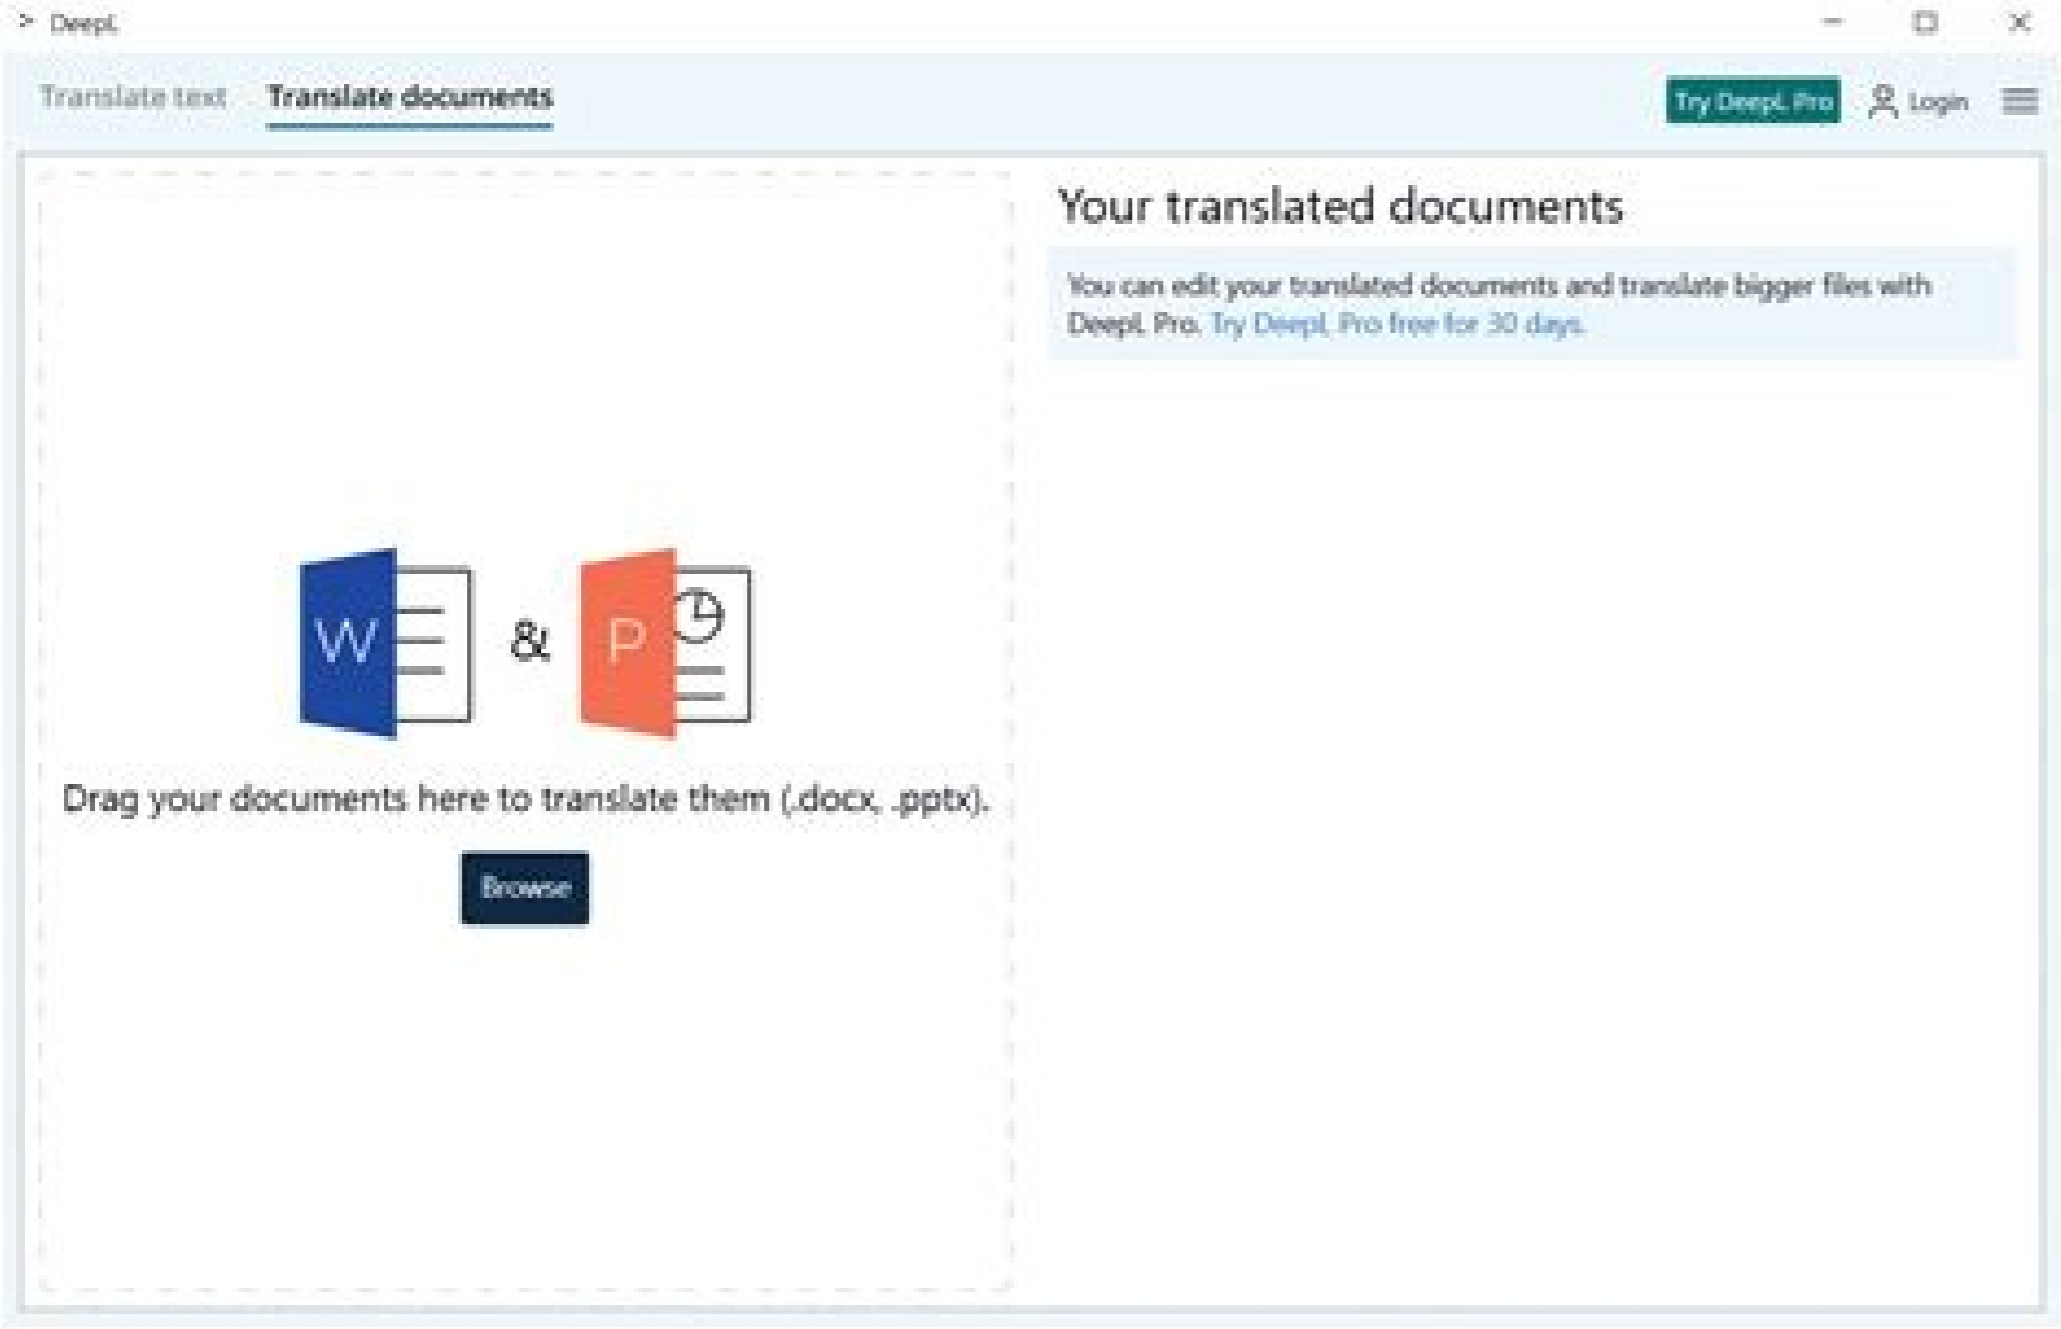 DeepL
Translate text
Translate documents
Try DeepL Pro
Login
Your translated documents
You can edit your translated documents and translate bigger files with
DeepL Pro. Try DeepL Pro free for 30 days.
W
&
P
Drag your documents here to translate them (.docx, .pptx).
Browse